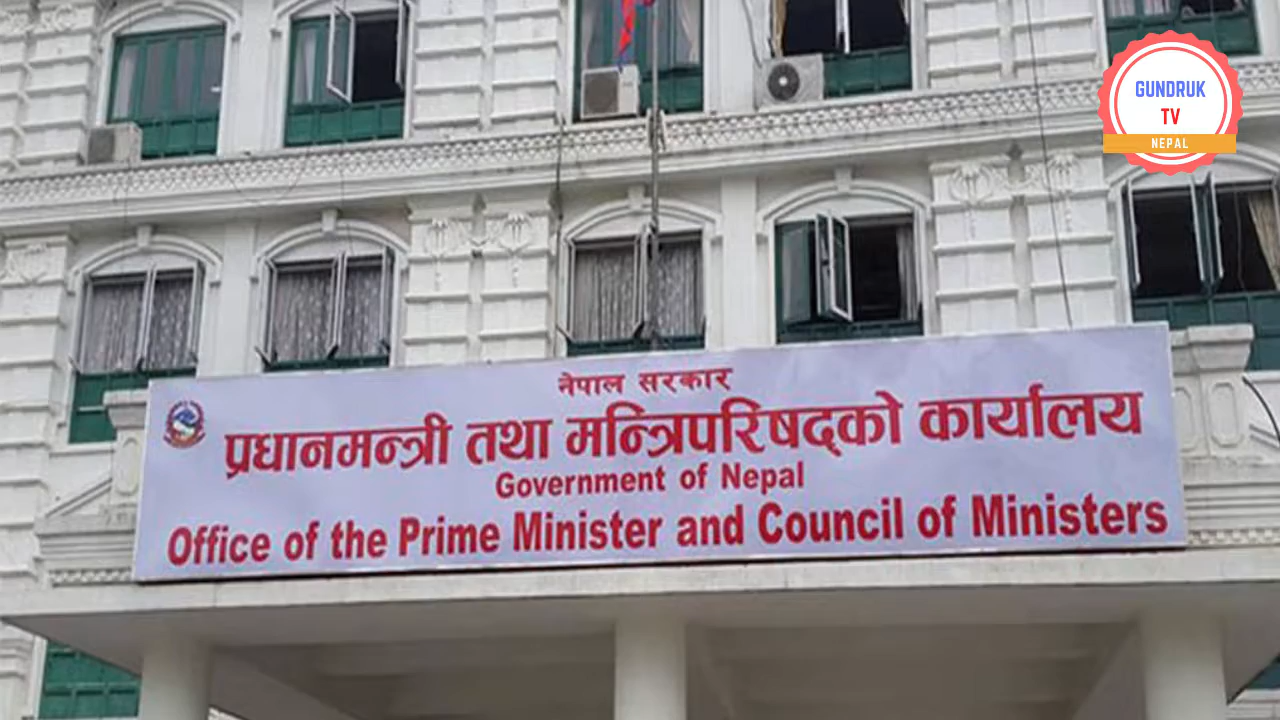 GUNDRUK
TV
NEPAL
नेपाल सरकार
प्रधानमन्त्री तथा मन्त्रिपरिषद्को कार्यालय
Government of Nepal
Office of the Prime Minister and Council of Ministers